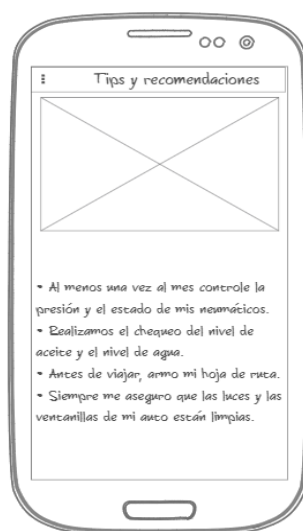 Tips y recomendaciones
• Al menos una vez al mes controle la
presión y el estado de mis neumáticos.
• Realizamos el chequeo del nivel de
aceite y el nivel de agua.
• Antes de viajar, armo mi hoja de ruta.
• Siempre me aseguro que las luces y las
ventanillas de mi auto están limpias.